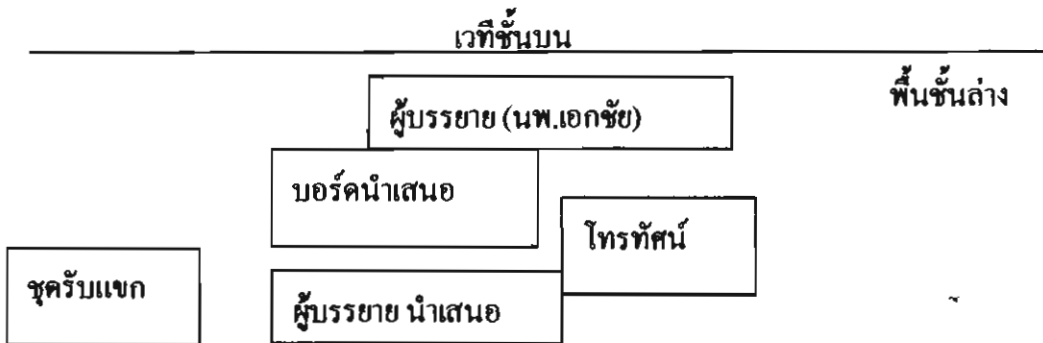 เวทีชั้นบน
พื้นชั้นล่าง
ผู้บรรยาย (นพ.เอกชัย)
บอร์ดนำเสนอ
โทรทัศน์
ชุดรับแขก
ผู้บรรยาย นำเสนอ